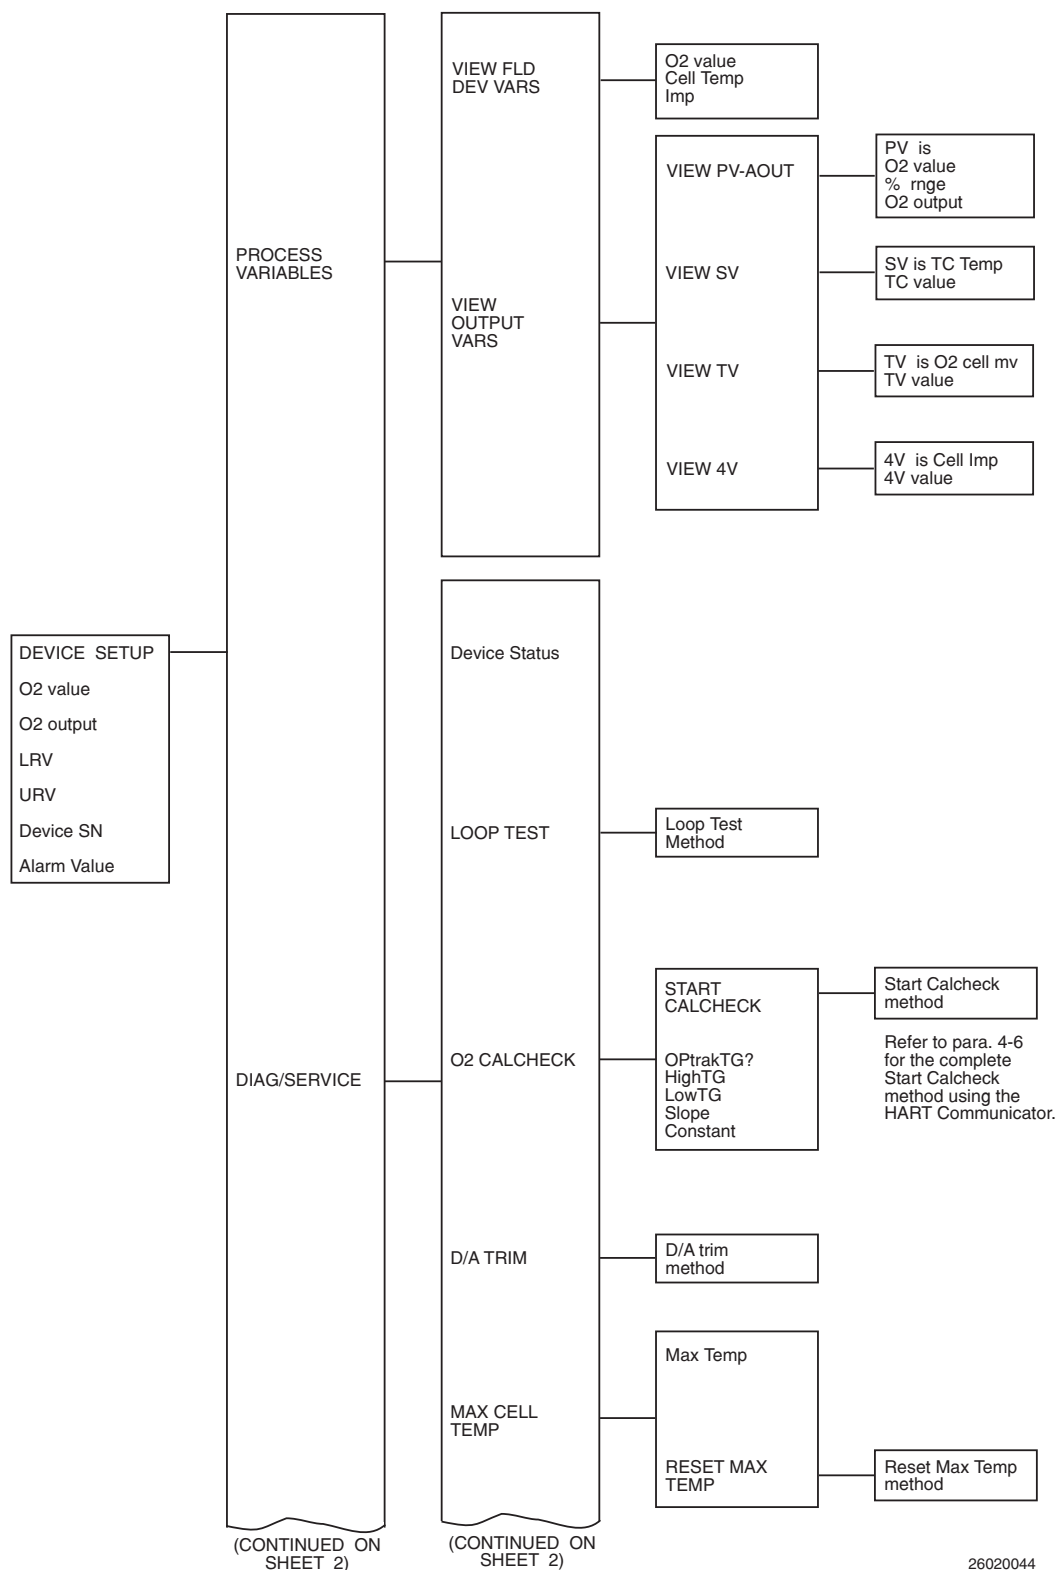 DEVICE SETUP
O2 value
O2 output
LRV
URV
Device SN
Alarm Value
PROCESS
VARIABLES
DIAG/SERVICE
(CONTINUED ON
SHEET 2)
VIEW FLD
DEV VARS
VIEW
OUTPUT
VARS
O2 value
Cell Temp
Imp
VIEW PV-AOUT
VIEW SV
VIEW TV
VIEW 4V
PV is
O2 value
% rnge
O2 output
SV is TC Temp
TC value
TV is O2 cell mv
TV value
4V is Cell Imp
4V value
Device Status
LOOP TEST
O2 CALCHECK
D/A TRIM
MAX CELL
TEMP
(CONTINUED ON
SHEET 2)
Loop Test
Method
START
CALCHECK
OPtrakTG?
HighTG
LowTG
Slope
Constant
Start Calcheck
method
Refer to para. 4-6
for the complete
Start Calcheck
method using the
HART Communicator.
D/A trim
method
Max Temp
RESET MAX
TEMP
Reset Max Temp
method
26020044